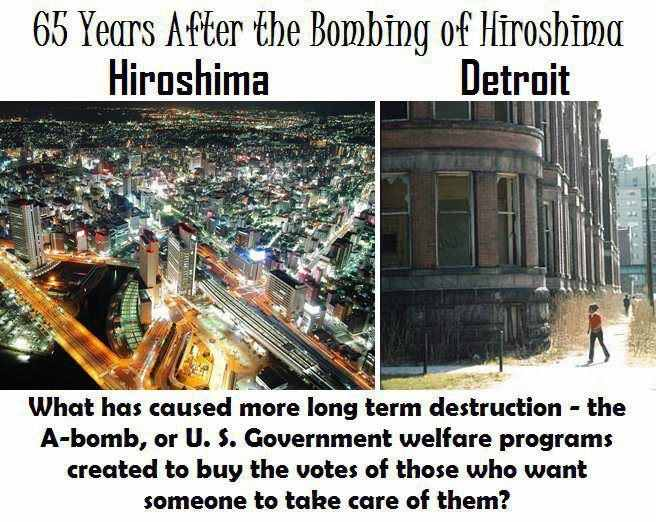 65 Years After the Bombing of Hiroshima
Hiroshima Detroit
What has caused more long term destruction - the
A-bomb, or U. S. Government welfare programs
created to buy the votes of those who want
someone to take care of them?